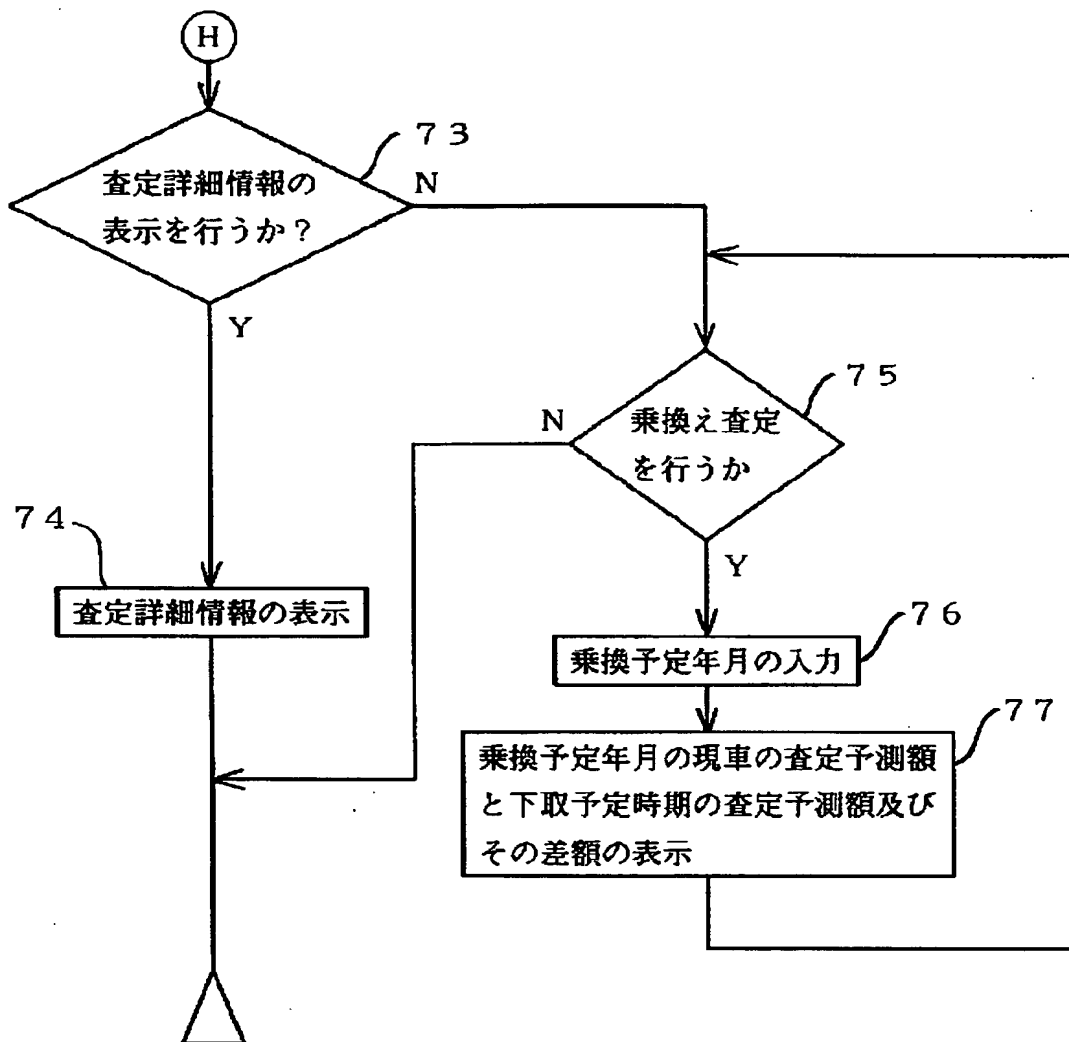 H
７３
査定詳細情報の
表示を行うか？
N
Y
７５
乗換え査定
を行うか
N
Y
７４
査定詳細情報の表示
７６
乗換予定年月の入力
７７
乗換予定年月の現車の査定予測額
と下取予定時期の査定予測額及び
その差額の表示